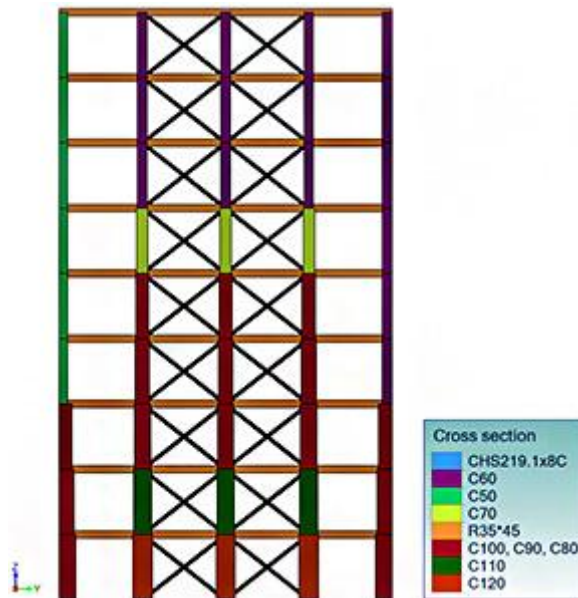 Cross section
CHS219.1x8C
C60
C50
C70
R35*45
C100, C90, C80
C110
C120
Z
Y